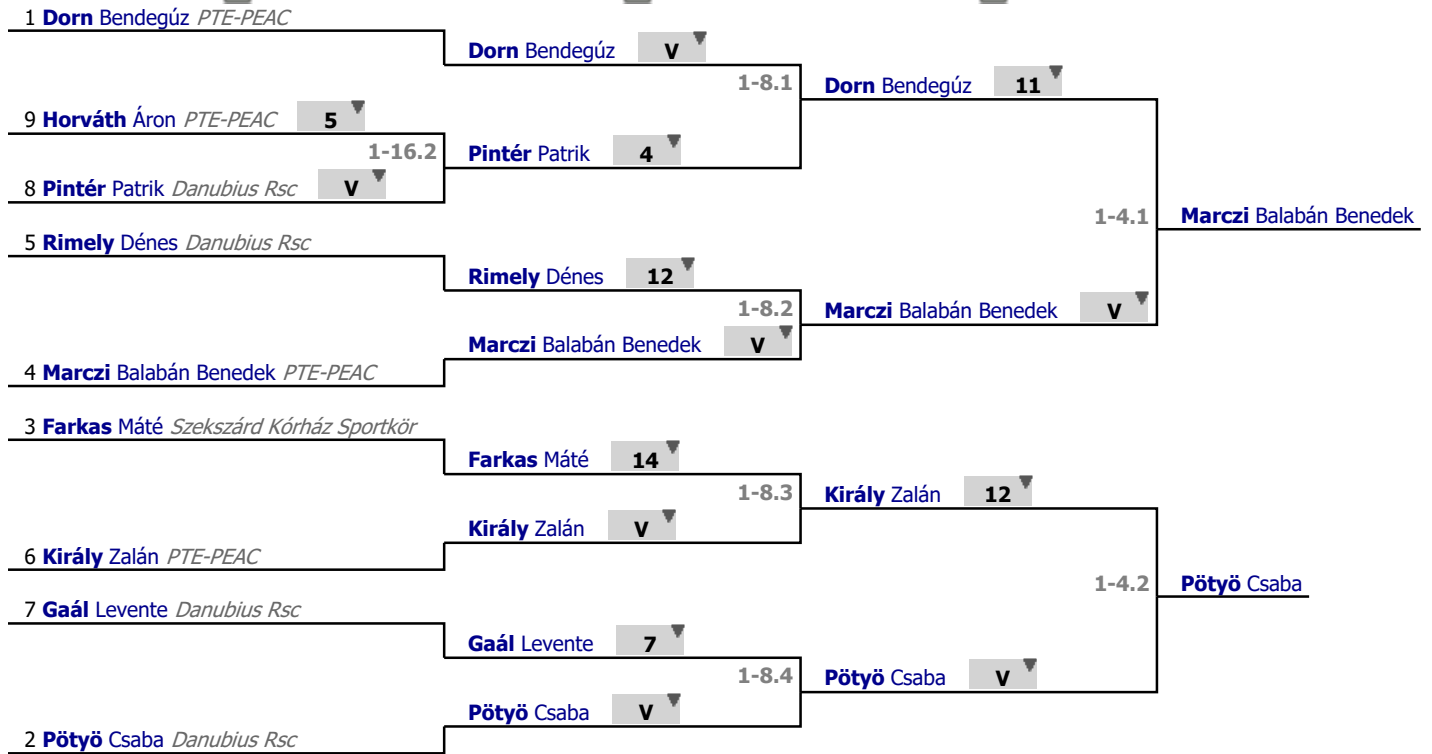 1 Dorn Bendegúz PTE-PEAC
Dorn Bendegúz V
1-8.1
Dorn Bendegúz 11
9 Horváth Áron PTE-PEAC 5
1-16.2
Pintér Patrik 4
8 Pintér Patrik Danubius Rsc V
1-4.1
Marczi Balabán Benedek
5 Rimely Dénes Danubius Rsc
Rimely Dénes 12
1-8.2
Marczi Balabán Benedek V
Marczi Balabán Benedek V
4 Marczi Balabán Benedek PTE-PEAC
3 Farkas Máté Szekszárd Kórház Sportkör
Farkas Máté 14
1-8.3
Király Zalán 12
Király Zalán V
6 Király Zalán PTE-PEAC
1-4.2
Pötyö Csaba
7 Gaál Levente Danubius Rsc
Gaál Levente 7
1-8.4
Pötyö Csaba V
Pötyö Csaba V
2 Pötyö Csaba Danubius Rsc